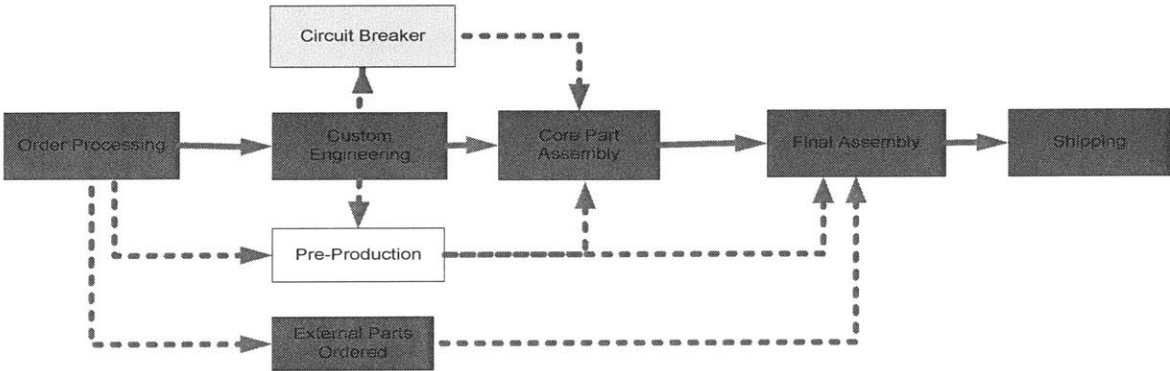 Circuit Breaker
Order Processing
Custom
Engineering
Core Part
Assembly
Final Assembly
Shipping
Pre-Production
External Parts
Ordered